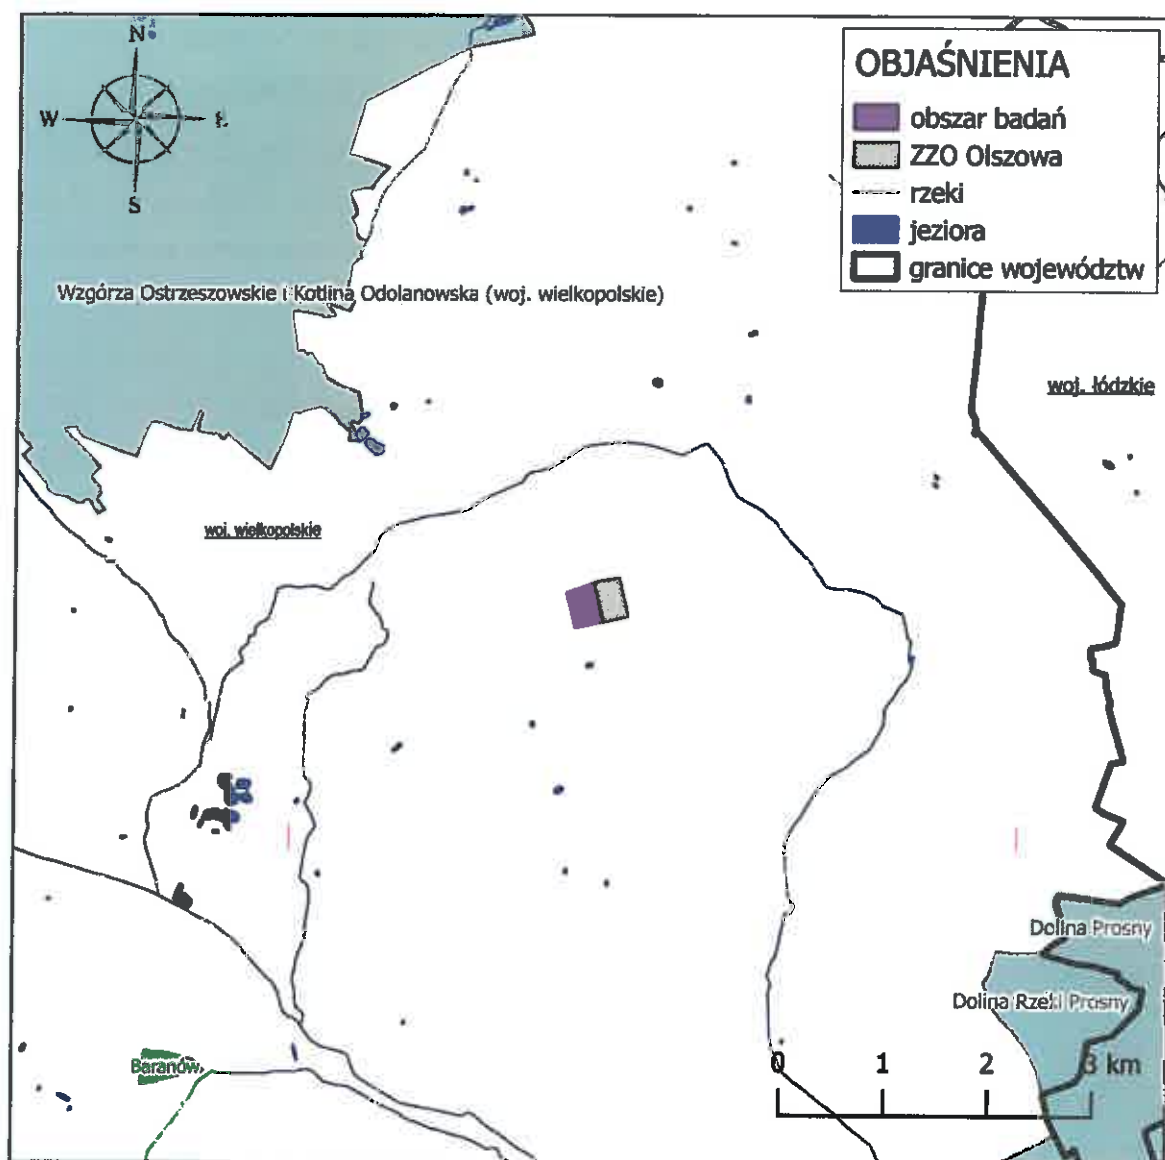 N
W E
S
OBJAŚNIENIA
obszar badań
ZZO Olszowa
rzeki
jeziora
granice województw
Wzgórza Ostrzeszowskie i Kotlina Odolanowska (woj. wielkopolskie)
woj. łódzkie
woj. wielkopolskie
Dolina Prosny
Dolina Rzeki Prosny
Baranów
0 1 2 3 km